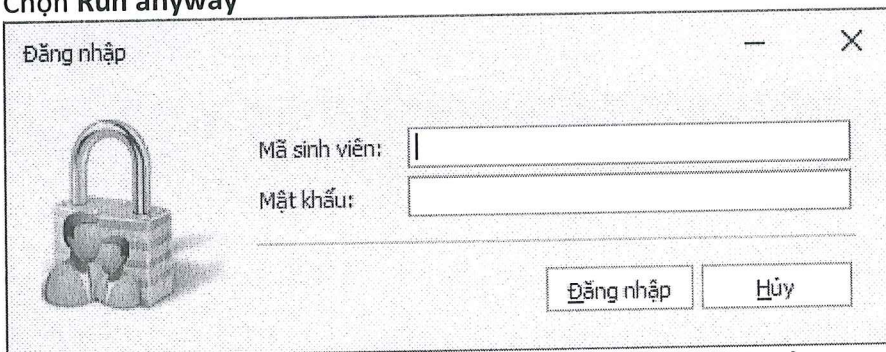 Chọn Run anyway
Đăng nhập
Mã sinh viên:
Mật khẩu:
Đăng nhập Hủy